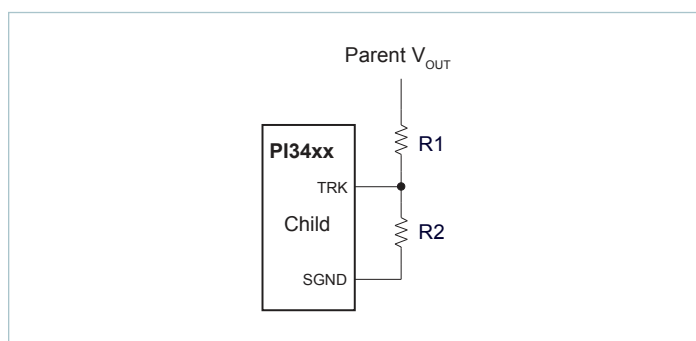 Parent VOUT
R1
PI34xx
TRK
Child
R2
SGND